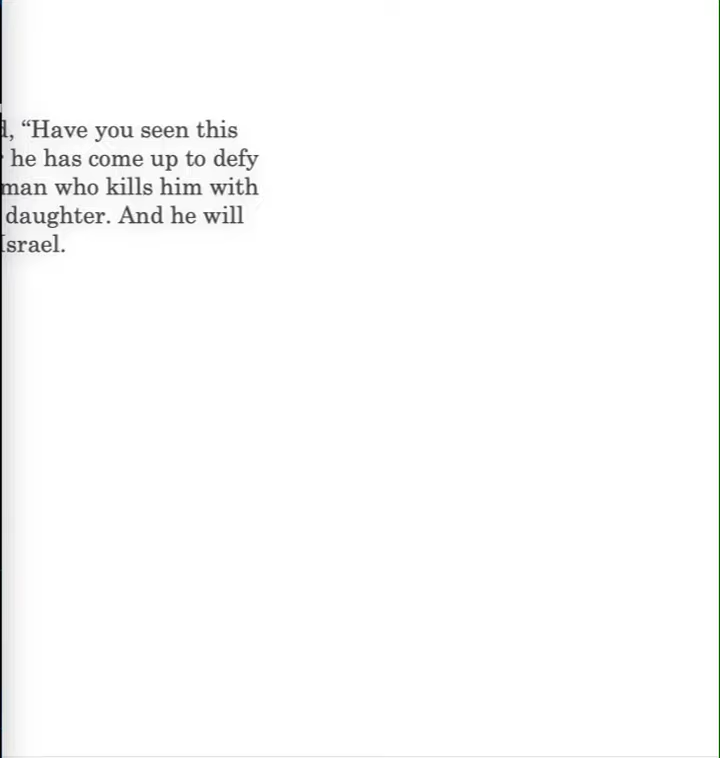 , “Have you seen this
he has come up to defy
man who kills him with
daughter. And he will
Israel.